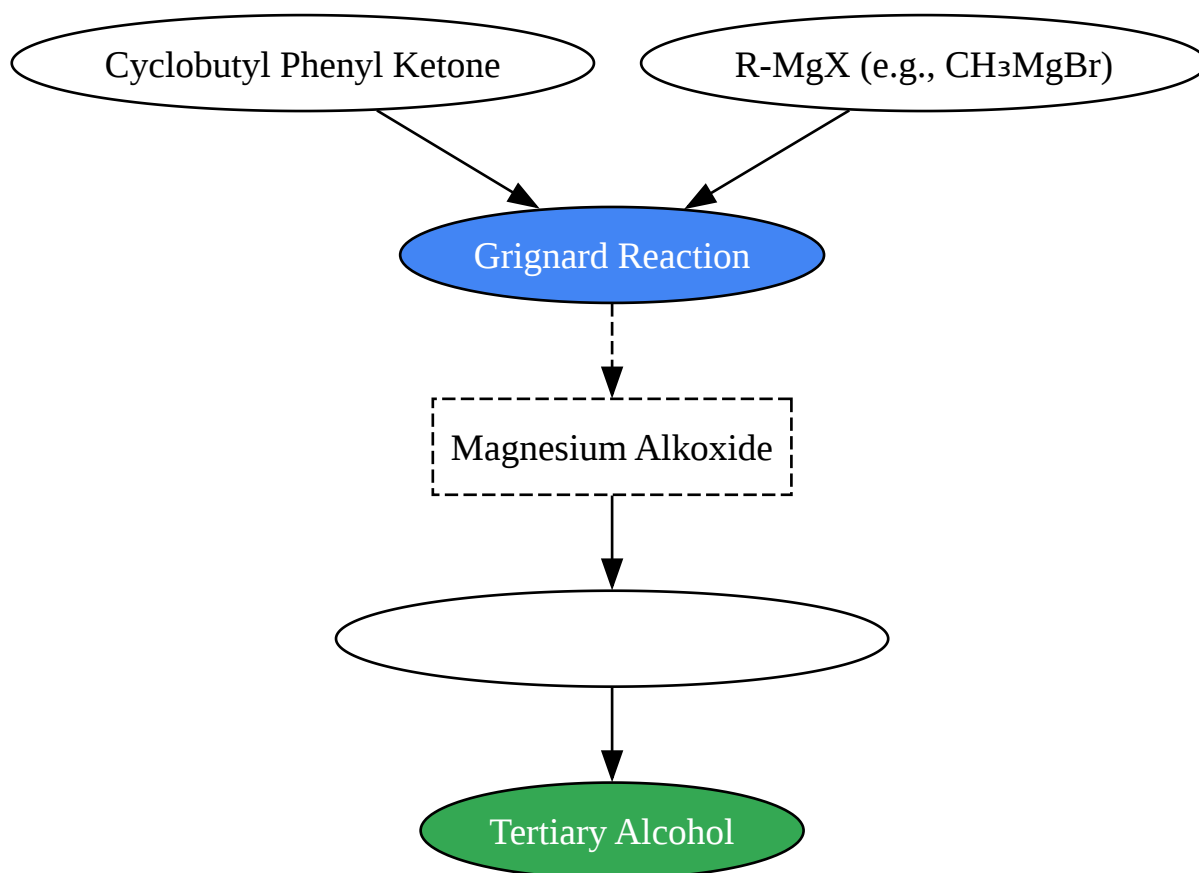 Cyclobutyl Phenyl Ketone
R-MgX (e.g., CH₃MgBr)
Grignard Reaction
Magnesium Alkoxide
Tertiary Alcohol